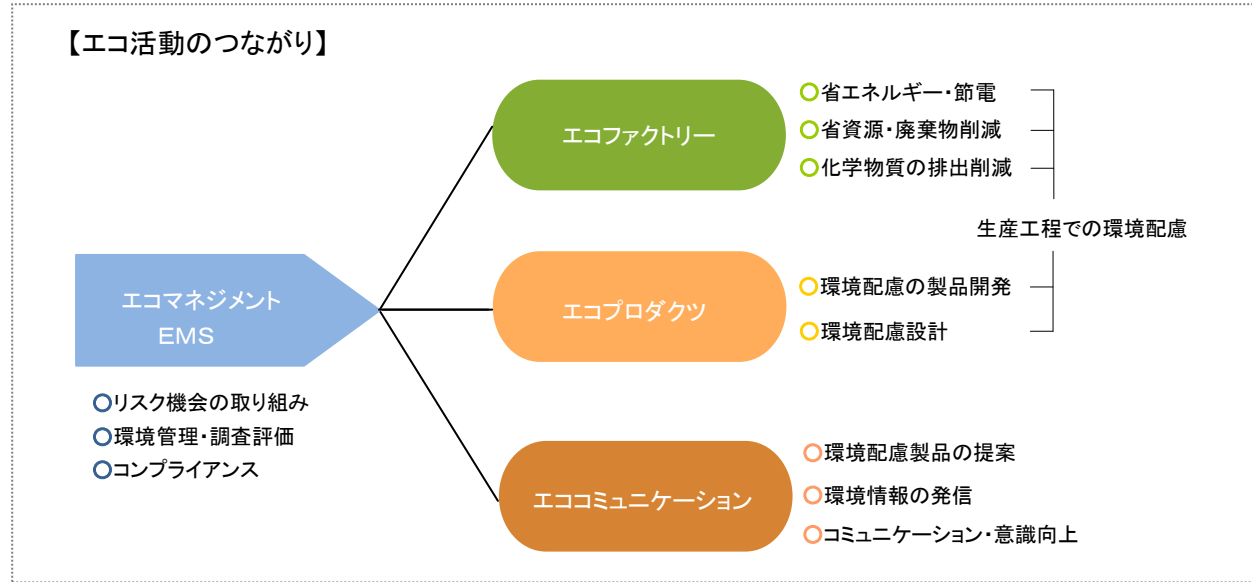 【エコ活動のつながり】
エコファクトリー
○省エネルギー・節電
○省資源・廃棄物削減
○化学物質の排出削減
生産工程での環境配慮
エコマネジメント
ＥＭＳ
○リスク機会の取り組み
○環境管理・調査評価
○コンプライアンス
エコプロダクツ
○環境配慮の製品開発
○環境配慮設計
エココミュニケーション
○環境配慮製品の提案
○環境情報の発信
○コミュニケーション・意識向上